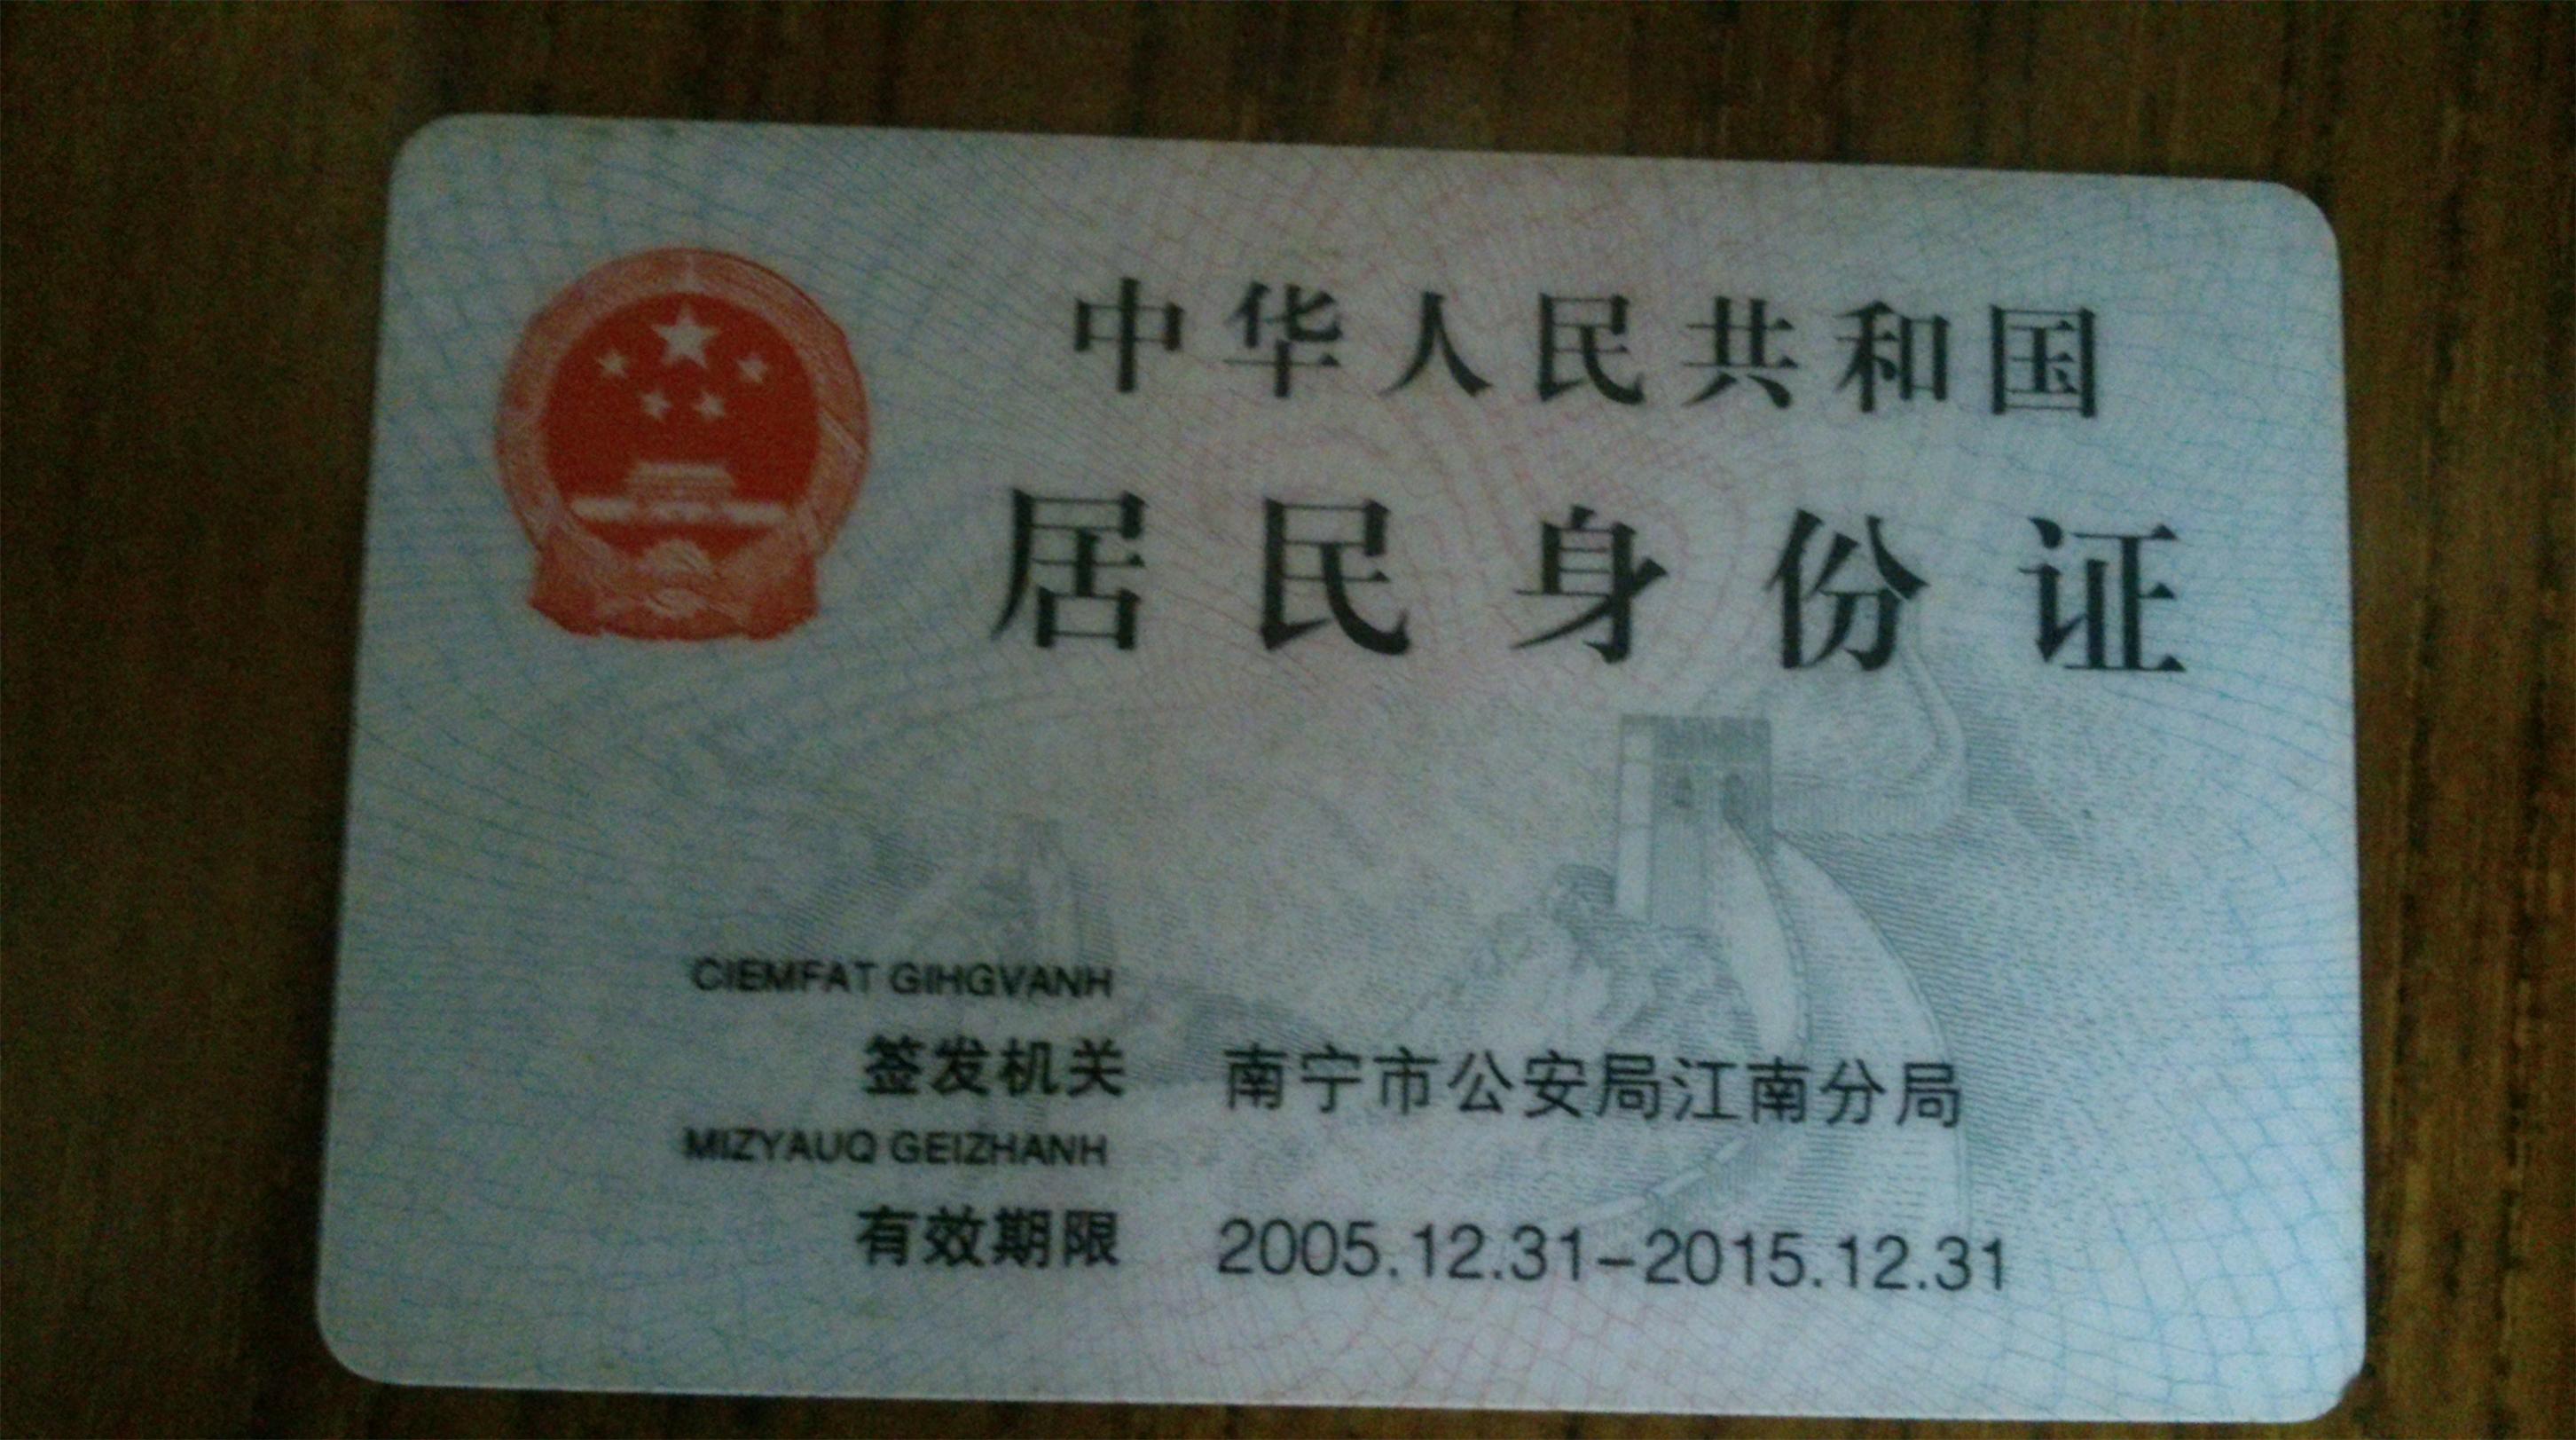 中华人民共和国
居民身份证
CIEMFAT GIHGVANH
签发机关 南宁市公安局江南分局
MIZYAUQ GEIZHANH
有效期限 2005.12.31-2015.12.31